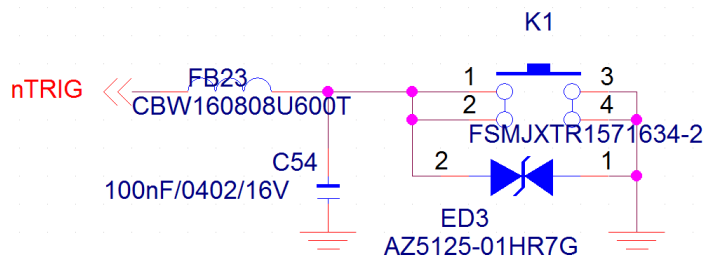 K1
nTRIG
FB23
CBW160808U600T
1
3
2
4
FSMJXTR1571634-2
C54
100nF/0402/16V
2
1
ED3
AZ5125-01HR7G